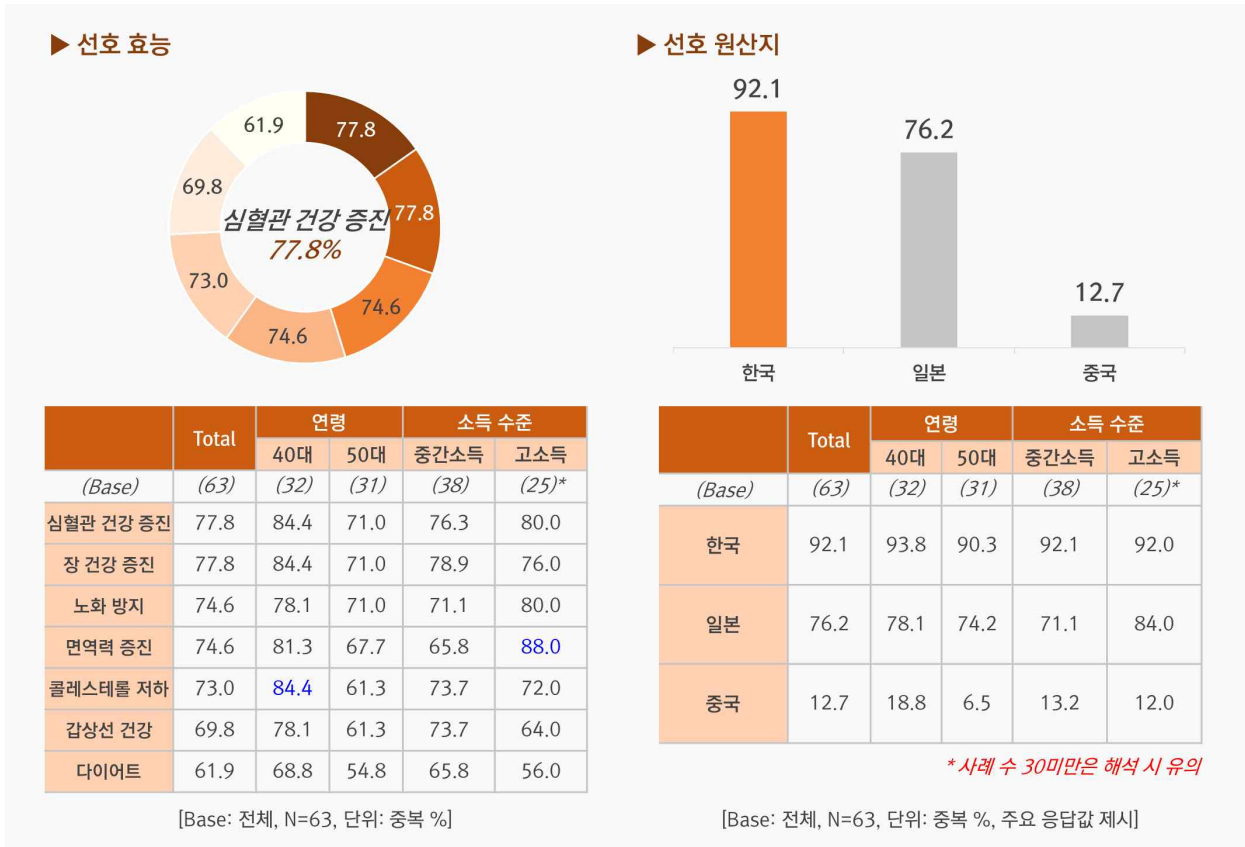 ▶ 선호 효능
61.9
77.8
69.8
77.8
심혈관 건강 증진
77.8%
73.0
74.6
74.6
Total 연령 소득 수준
40대 50대 중간소득 고소득
(Base) (63) (32) (31) (38) (25)*
심혈관 건강 증진 77.8 84.4 71.0 76.3 80.0
장 건강 증진 77.8 84.4 71.0 78.9 76.0
노화 방지 74.6 78.1 71.0 71.1 80.0
면역력 증진 74.6 81.3 67.7 65.8 88.0
콜레스테롤 저하 73.0 84.4 61.3 73.7 72.0
갑상선 건강 69.8 78.1 61.3 73.7 64.0
다이어트 61.9 68.8 54.8 65.8 56.0
[Base: 전체, N=63, 단위: 중복 %]
▶ 선호 원산지
92.1
76.2
12.7
한국 일본 중국
Total 연령 소득 수준
40대 50대 중간소득 고소득
(Base) (63) (32) (31) (38) (25)*
한국 92.1 93.8 90.3 92.1 92.0
일본 76.2 78.1 74.2 71.1 84.0
중국 12.7 18.8 6.5 13.2 12.0
* 사례 수 30미만은 해석 시 유의
[Base: 전체, N=63, 단위: 중복 %, 주요 응답값 제시]